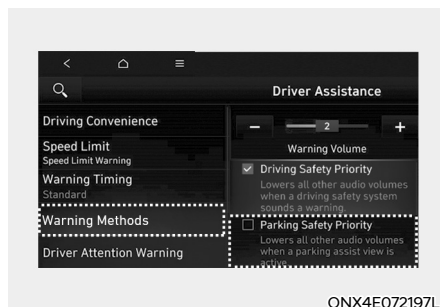 Driver Assistance
Driving Convenience
Speed Limit
Speed Limit Warning
Warning Timing
Standard
Warning Methods
Driver Attention Warning
− 2 +
Warning Volume
Driving Safety Priority
Lowers all other audio volumes
when a driving safety system
sounds a warning.
Parking Safety Priority
Lowers all other audio volumes
when a parking assist view is
active.
ONX4E072197L